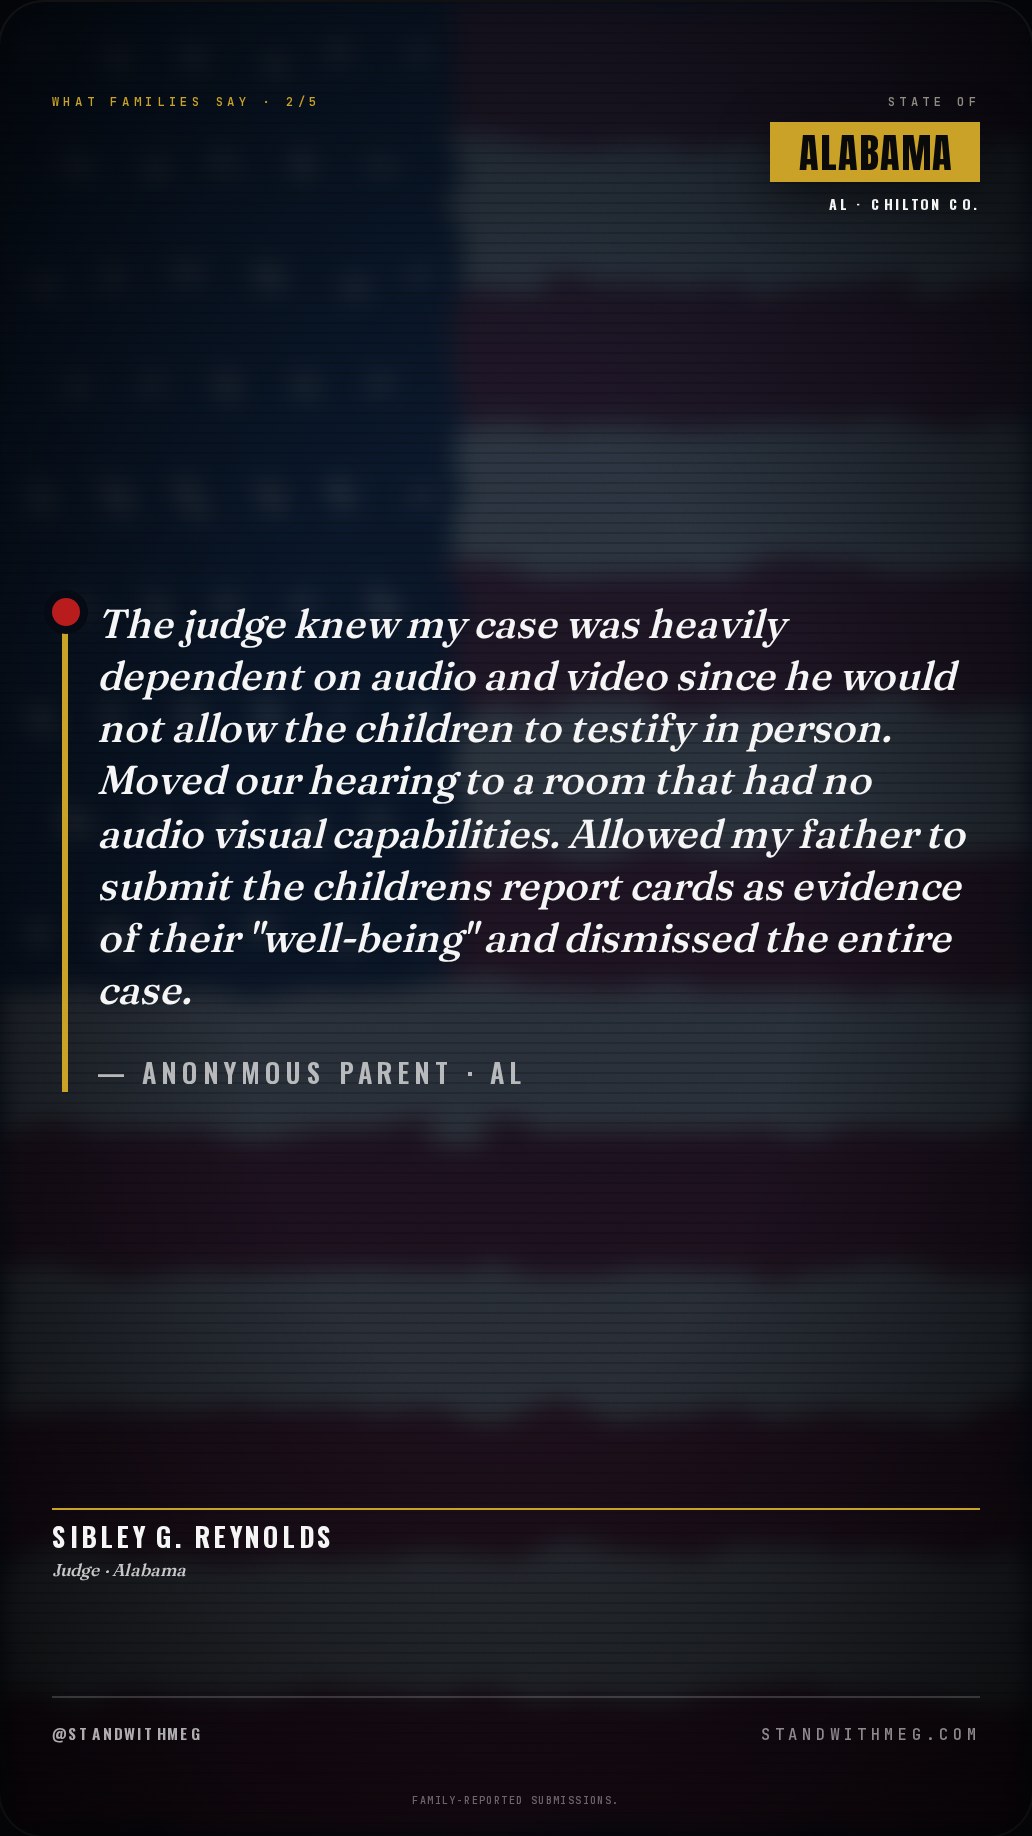 WHAT FAMILIES SAY · 2/5
STATE OF
ALABAMA
AL · CHILTON CO.
The judge knew my case was heavily
dependent on audio and video since he would
not allow the children to testify in person.
Moved our hearing to a room that had no
audio visual capabilities. Allowed my father to
submit the childrens report cards as evidence
of their "well-being" and dismissed the entire
case.
— ANONYMOUS PARENT · AL
SIBLEY G. REYNOLDS
Judge · Alabama
@STANDWITHMEG
STANDWITHMEG.COM
FAMILY-REPORTED SUBMISSIONS.